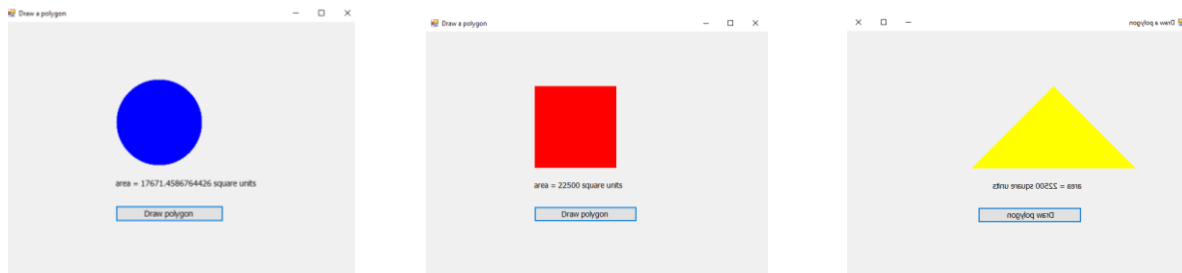 Draw a polygon
area = 17671.4586764426 square units
Draw polygon
Draw a polygon
area = 22500 square units
Draw polygon
Draw a polygon
area = 22500 square units
Draw polygon